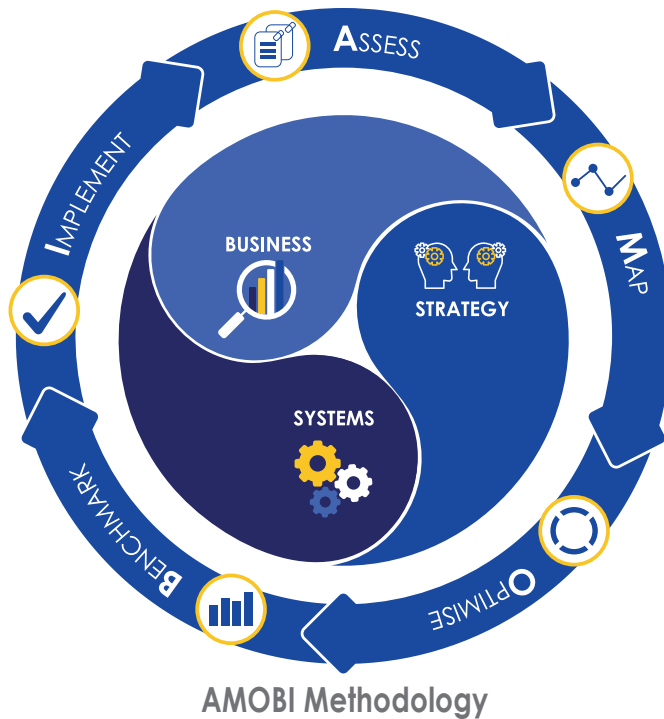 ASSESS
MAP
OPTIMISE
BENCHMARK
IMPLEMENT
BUSINESS
STRATEGY
SYSTEMS
AMOBI Methodology